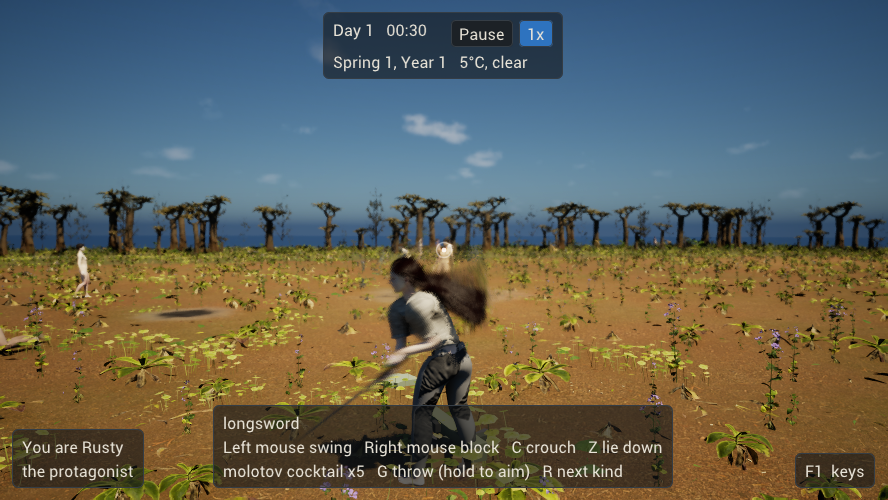 Day 1 00:30 Pause 1x
Spring 1, Year 1 5°C, clear
longsword
Left mouse swing Right mouse block C crouch Z lie down
molotov cocktail x5 G throw (hold to aim) R next kind
You are Rusty
the protagonist
F1 keys